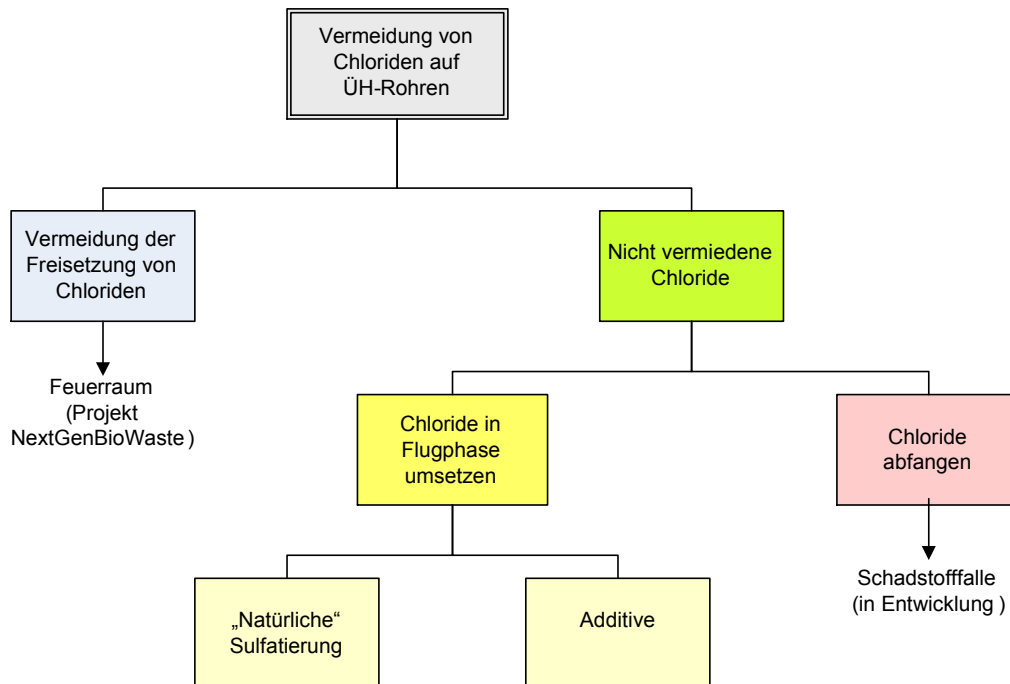 Vermeidung von
Chloriden auf
ÜH-Rohren
Vermeidung der
Freisetzung von
Chloriden
Nicht vermiedene
Chloride
Feuerraum
(Projekt
NextGenBioWaste )
Chloride in
Flugphase
umsetzen
Chloride
abfangen
„Natürliche“
Sulfatierung
Additive
Schadstofffalle
(in Entwicklung )